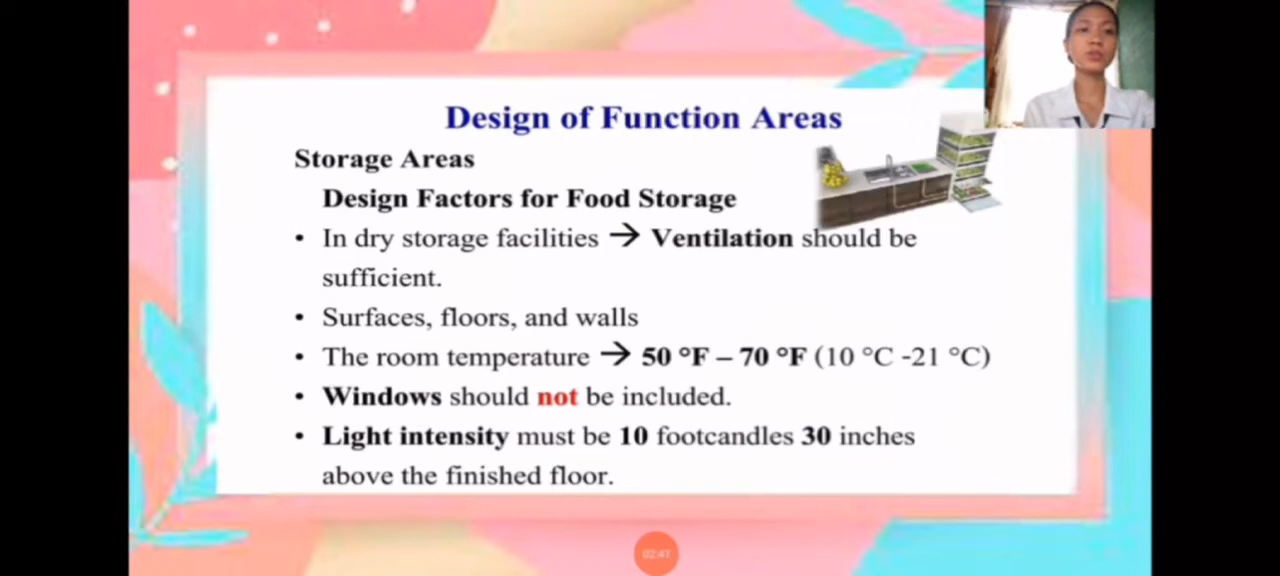 Design of Function Areas
Storage Areas
Design Factors for Food Storage
• In dry storage facilities → Ventilation should be
sufficient.
• Surfaces, floors, and walls
• The room temperature → 50 °F – 70 °F (10 °C -21 °C)
• Windows should not be included.
• Light intensity must be 10 footcandles 30 inches
above the finished floor.
02:41